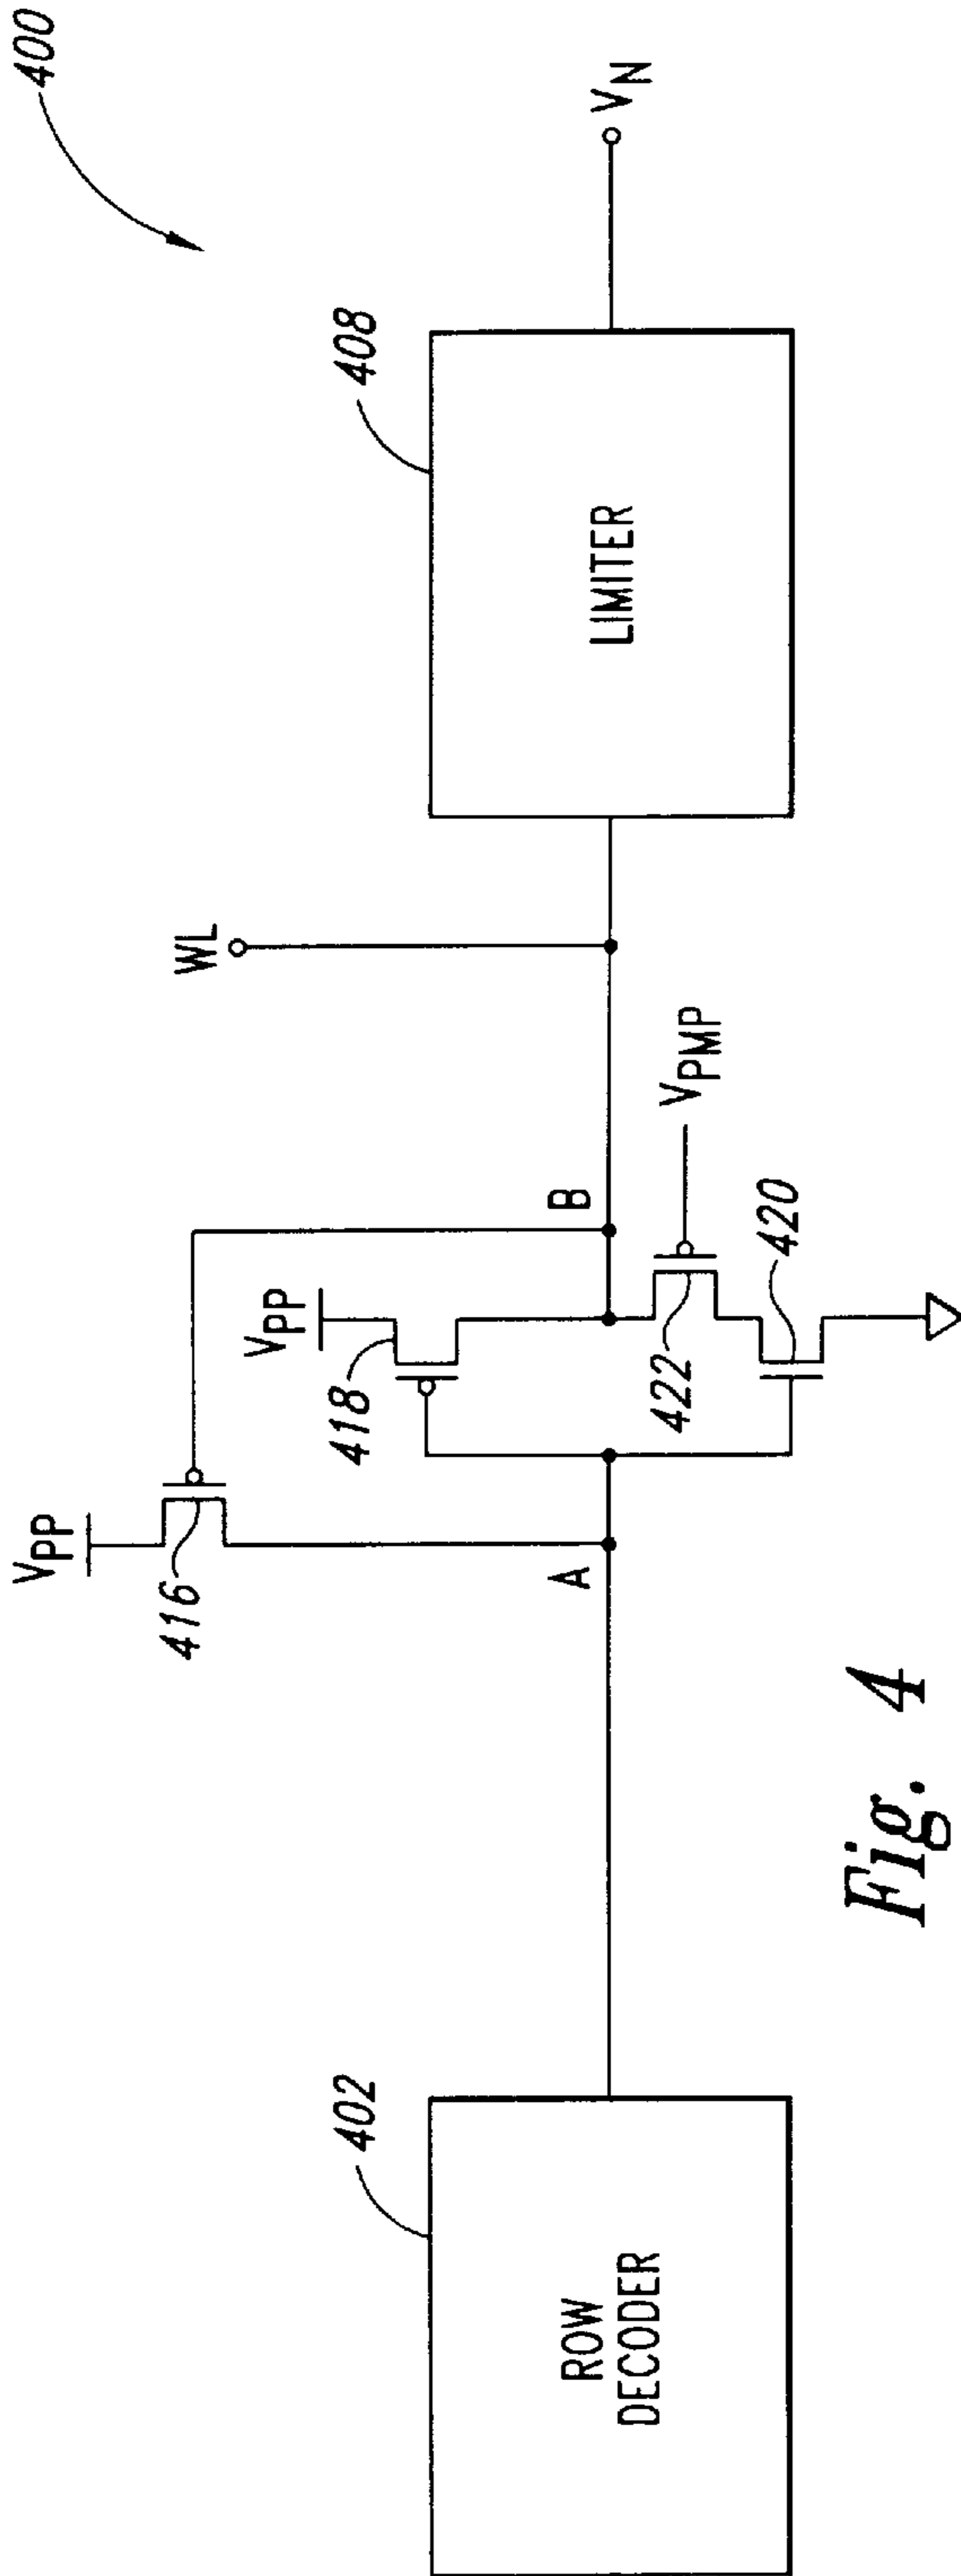 400
V_PP
WL
408
V_PP
416
418
B
A
422
V_PMP
420
402
ROW
DECODER
LIMITER
V_N
Fig. 4